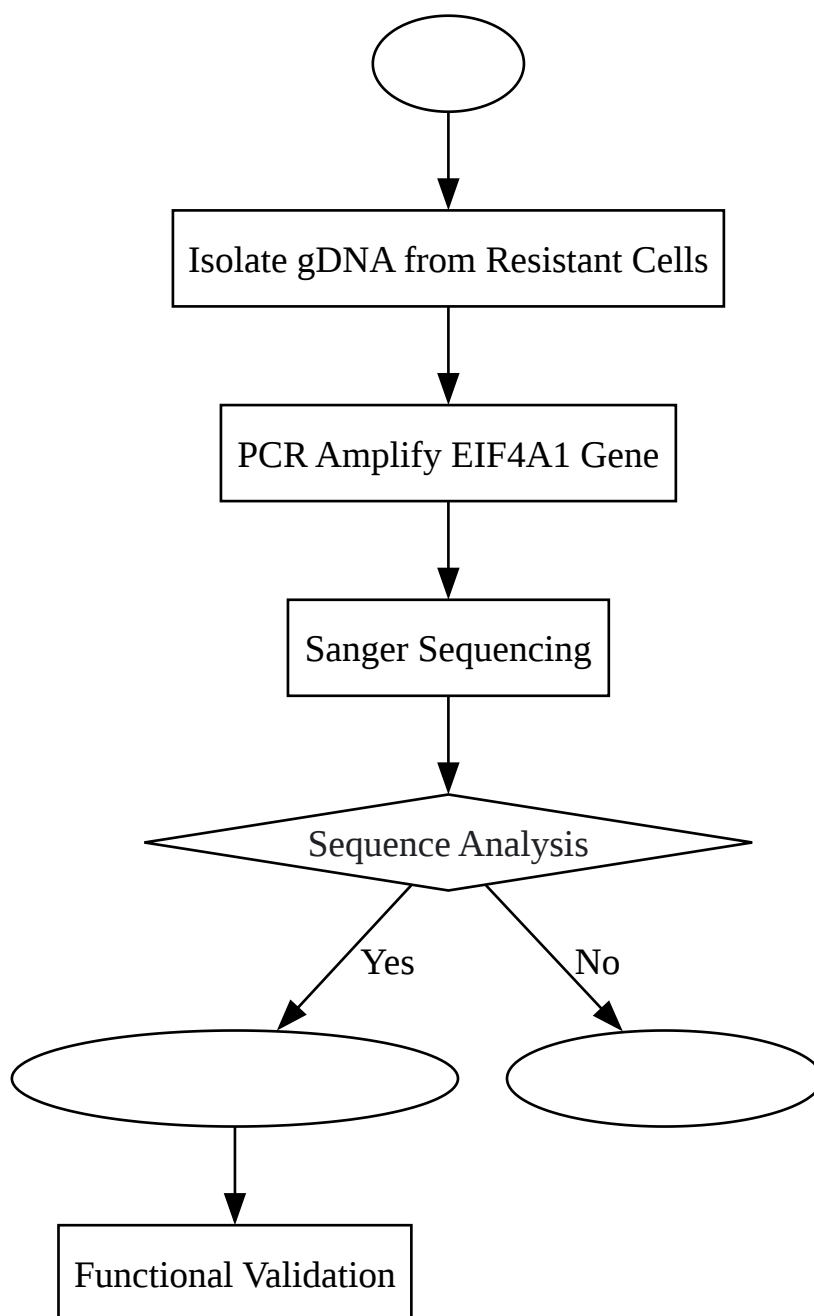 Isolate gDNA from Resistant Cells
PCR Amplify EIF4A1 Gene
Sanger Sequencing
Sequence Analysis
Yes
No
Functional Validation